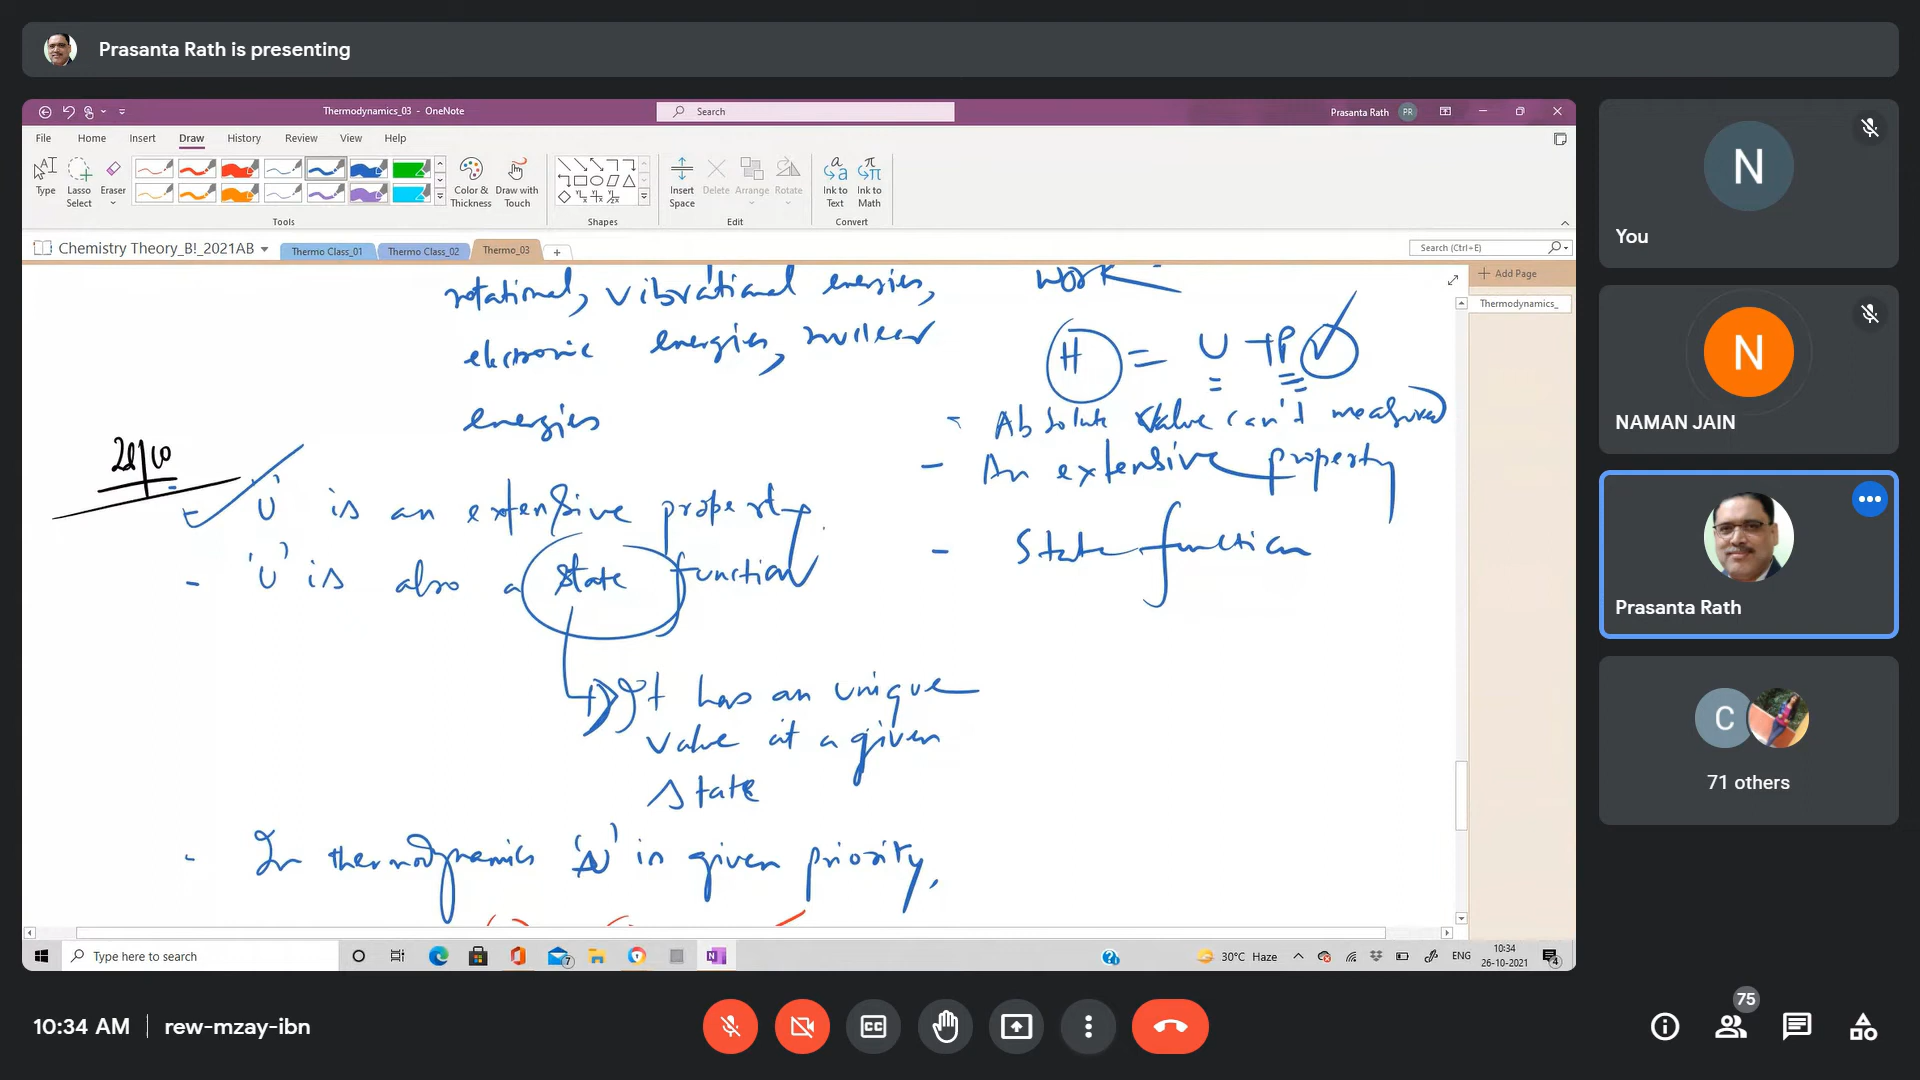 Prasanta Rath is presenting
Thermodynamics_03 - OneNote
Search
Prasanta Rath
PR
File Home Insert Draw History Review View Help
Type
Lasso Select
Eraser
Color & Thickness
Draw with Touch
Insert Space
Delete
Arrange
Rotate
Ink to Text
Ink to Math
Tools
Shapes
Edit
Convert
Chemistry Theory_B!_2021AB
Thermo Class_01
Thermo Class_02
Thermo_03
Search (Ctrl+E)
Add Page
Thermodynamics_
rotational, vibrational energies,
electronic energies, nuclear
energies
work
H = U + P
- Absolute value can't measured
- An extensive property
- State function
'U' is an extensive property.
- 'U' is also a state function
It has an unique
value at a given
state
- In thermodynamics in given priority,
Type here to search
7
30°C Haze
ENG
10:34
26-10-2021
4
N
You
N
NAMAN JAIN
Prasanta Rath
C
71 others
10:34 AM | rew-mzay-ibn
75